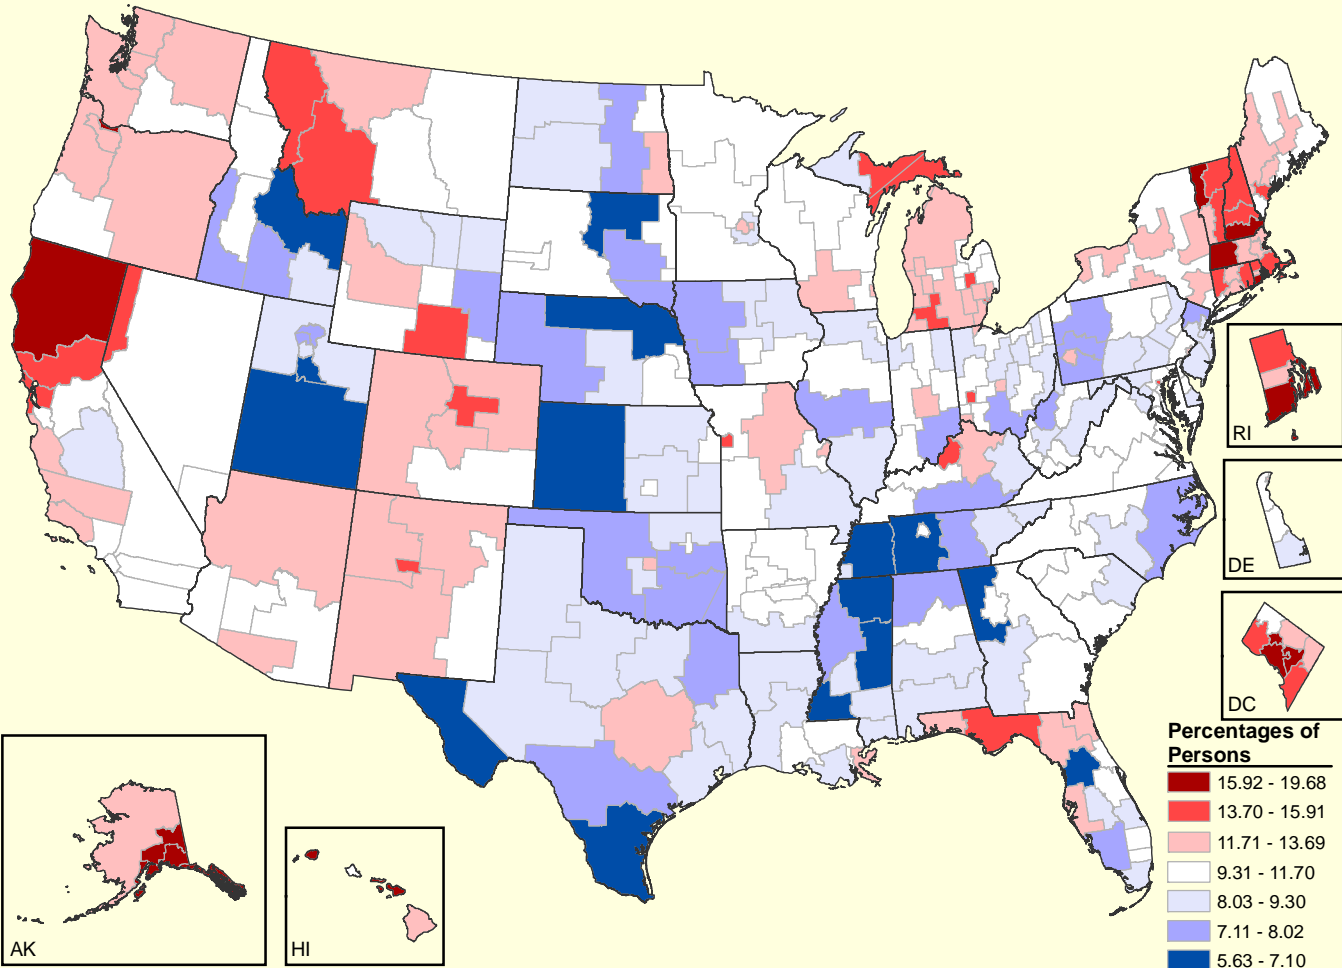 RI
DE
DC
AK
HI
Percentages of
Persons
15.92 - 19.68
13.70 - 15.91
11.71 - 13.69
9.31 - 11.70
8.03 - 9.30
7.11 - 8.02
5.63 - 7.10